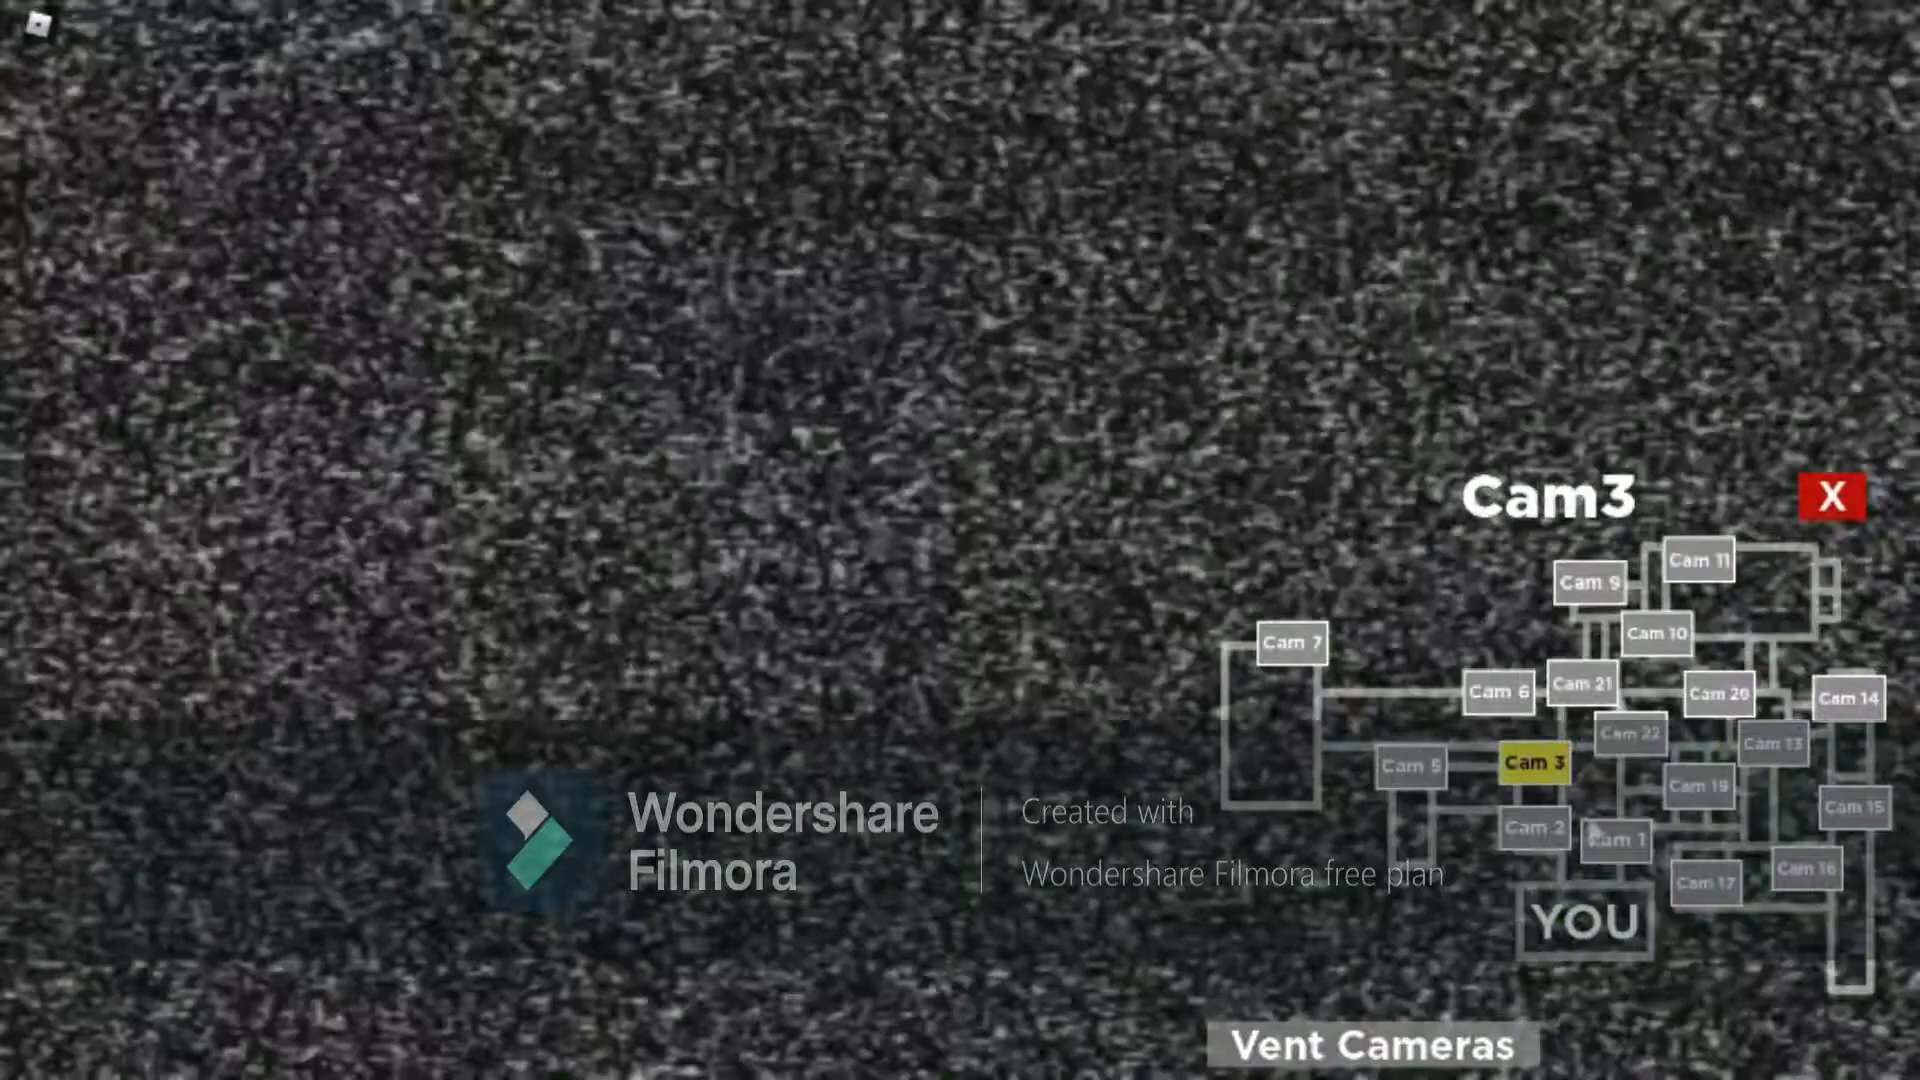 Cam3
X
Cam 11
Cam 9
Cam 10
Cam 7
Cam 21
Cam 6
Cam 20
Cam 14
Cam 22
Cam 13
Cam 3
Cam 5
Cam 19
Cam 15
Wondershare
Filmora
Created with
Wondershare Filmora free plan
Cam 2
Cam 1
Cam 16
Cam 17
YOU
Vent Cameras